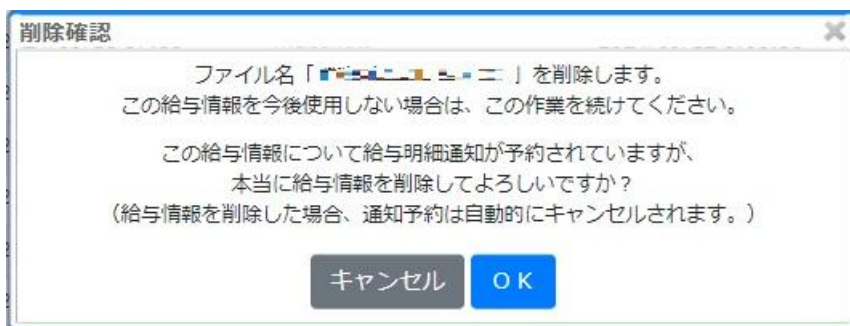 削除確認
ファイル名「」を削除します。
この給与情報を今後使用しない場合は、この作業を続けてください。
この給与情報について給与明細通知が予約されていますが、
本当に給与情報を削除してよろしいですか？
（給与情報を削除した場合、通知予約は自動的にキャンセルされます。）
キャンセル
ＯＫ